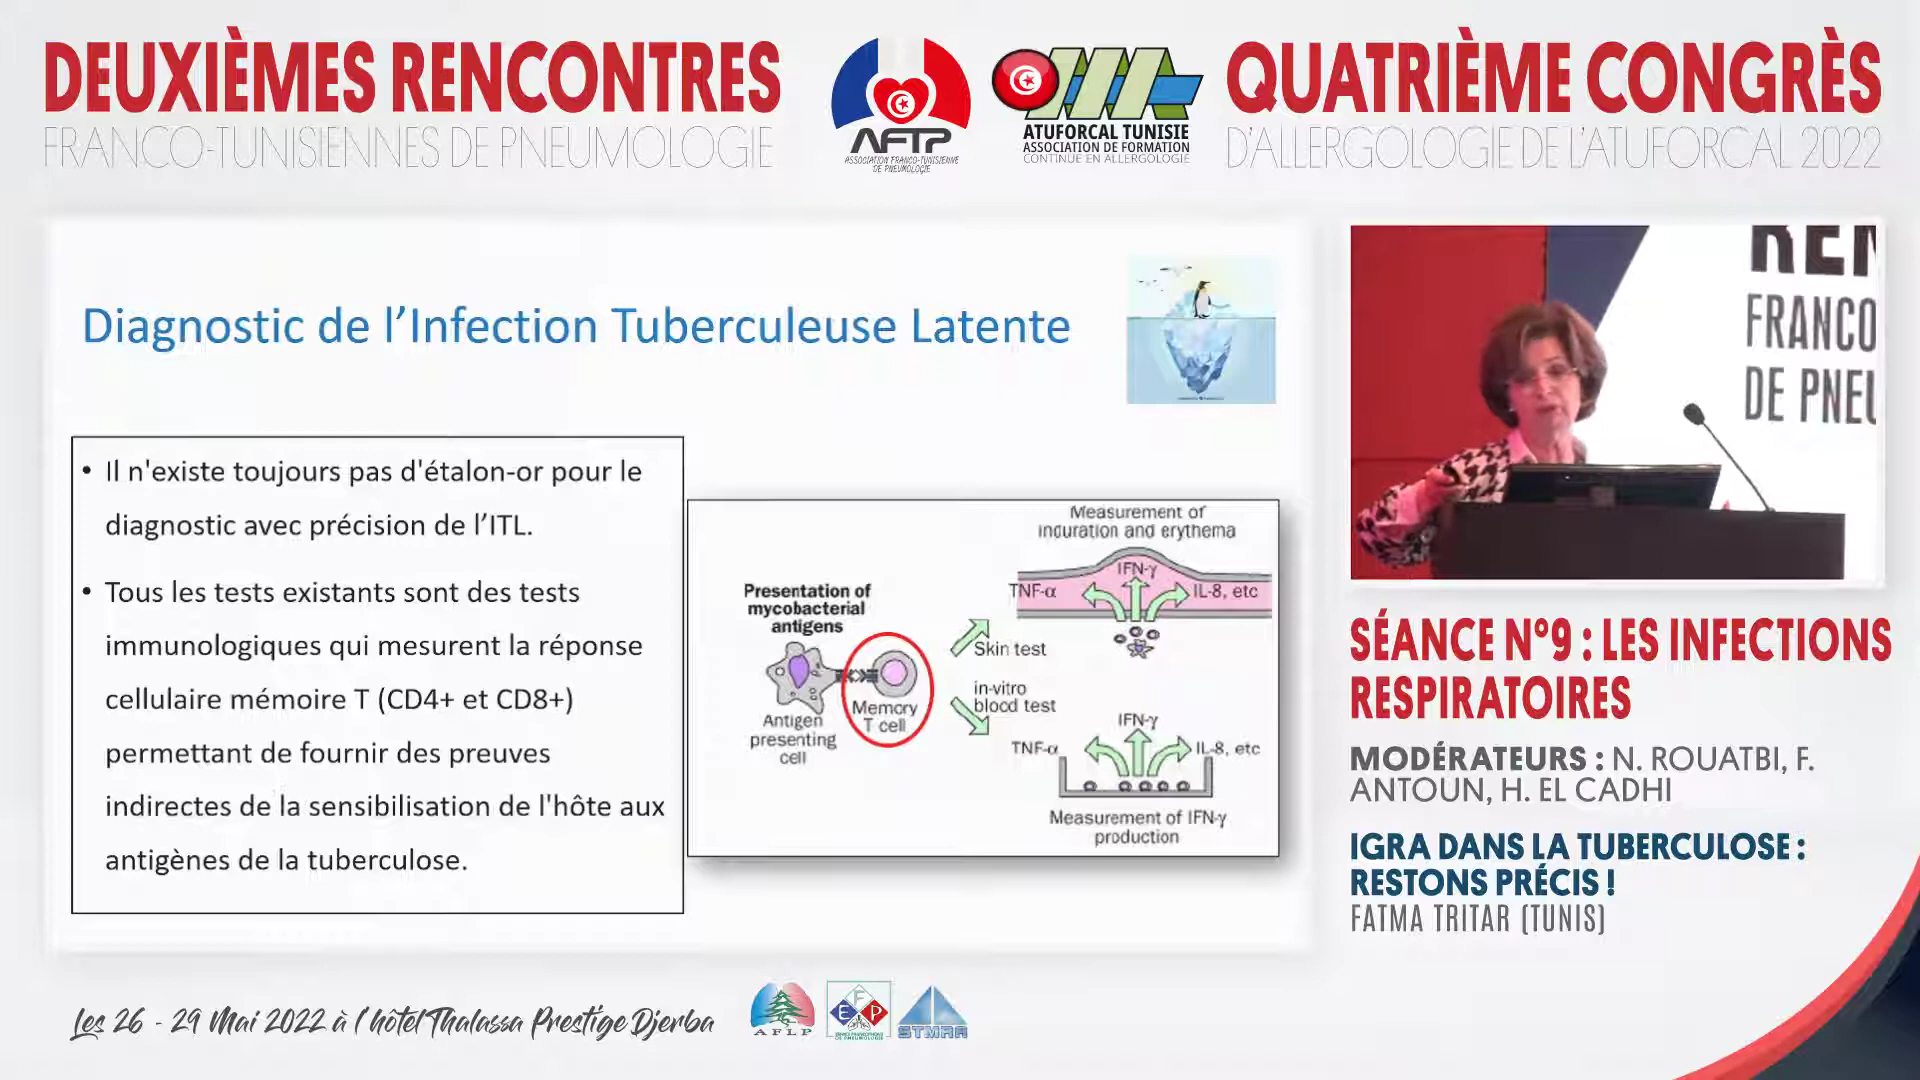 DEUXIÈMES RENCONTRES
FRANCO-TUNISIENNES DE PNEUMOLOGIE
AFTP
ASSOCIATION FRANCO-TUNISIENNE
DE PNEUMOLOGIE
ATUFORCAL TUNISIE
ASSOCIATION DE FORMATION
CONTINUE EN ALLERGOLOGIE
QUATRIÈME CONGRÈS
D'ALLERGOLOGIE DE L'ATUFORCAL 2022
Diagnostic de l’Infection Tuberculeuse Latente
• Il n'existe toujours pas d'étalon-or pour le
diagnostic avec précision de l’ITL.
• Tous les tests existants sont des tests
immunologiques qui mesurent la réponse
cellulaire mémoire T (CD4+ et CD8+)
permettant de fournir des preuves
indirectes de la sensibilisation de l'hôte aux
antigènes de la tuberculose.
Measurement of
induration and erythema
IFN-γ
TNF-α
IL-8, etc
Presentation of
mycobacterial
antigens
Skin test
in-vitro
blood test
Memory
T cell
Antigen
presenting
cell
IFN-γ
TNF-α
IL-8, etc
Measurement of IFN-γ
production
REN
FRANCO
DE PNEU
SÉANCE N°9 : LES INFECTIONS
RESPIRATOIRES
MODÉRATEURS : N. ROUATBI, F.
ANTOUN, H. EL CADHI
IGRA DANS LA TUBERCULOSE :
RESTONS PRÉCIS !
FATMA TRITAR (TUNIS)
Les 26 - 29 Mai 2022 à l'hôtel Thalassa Prestige Djerba
AFLP
EFP
ESPACE FRANCOPHONE
DE PNEUMOLOGIE
STMRA